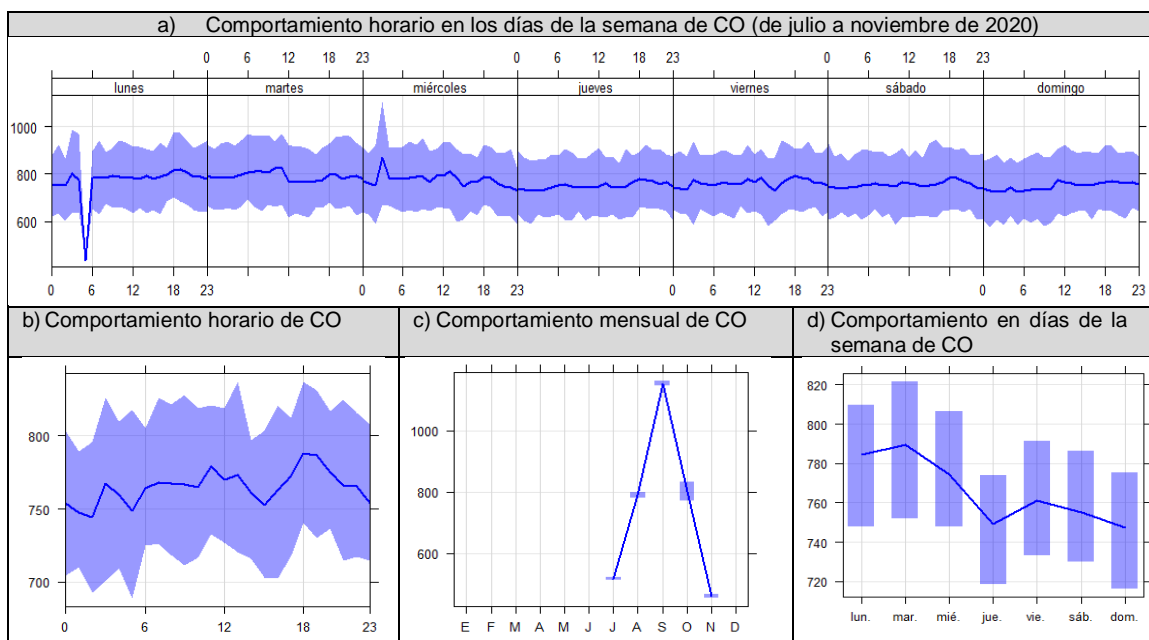 a) Comportamiento horario en los días de la semana de CO (de julio a noviembre de 2020)
0 6 12 18 23 0 6 12 18 23 0 6 12 18 23
lunes martes miércoles jueves viernes sábado domingo
1000
800
600
0 6 12 18 23 0 6 12 18 23 0 6 12 18 23 0 6 12 18 23
b) Comportamiento horario de CO
800
750
700
0 6 12 23
c) Comportamiento mensual de CO
1000
800
600
E F M A M J J A S O N D
d) Comportamiento en días de la
semana de CO
820
800
780
760
740
720
lun. mar. mié. jue. vie. sáb. dom.